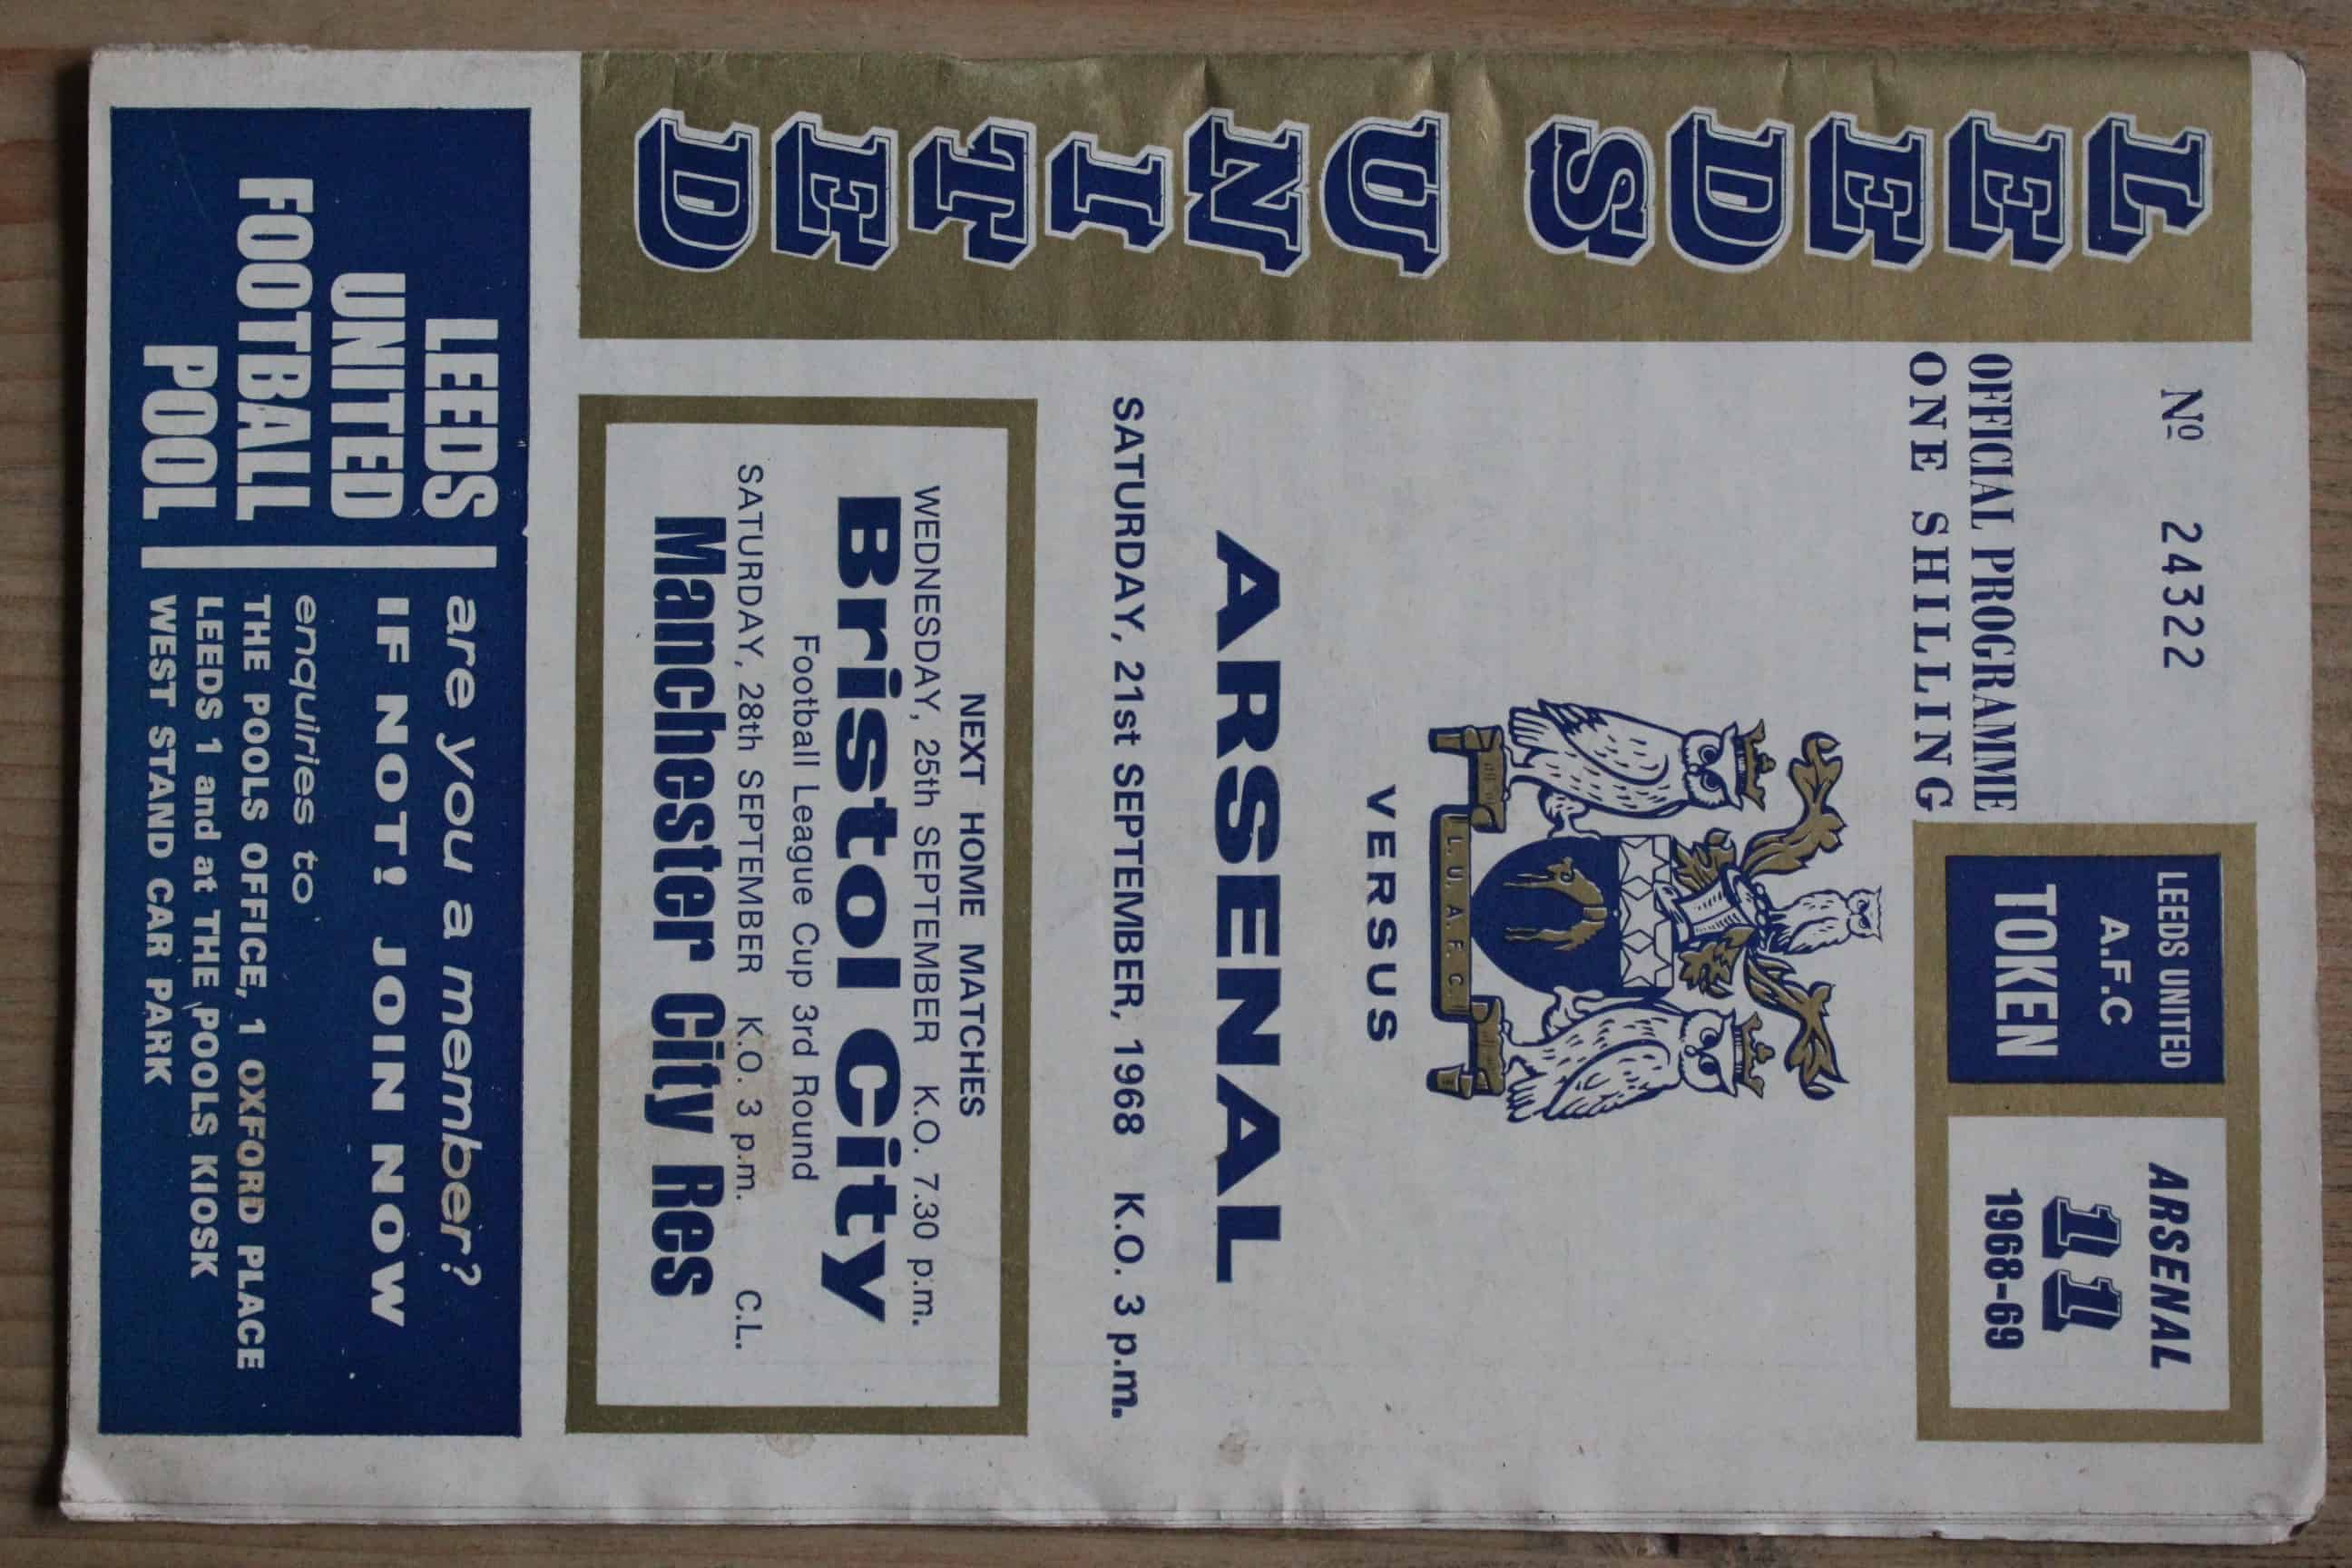 LEEDS UNITED
Nº 24322
OFFICIAL PROGRAMME
ONE SHILLING
LEEDS UNITED
A.F.C
TOKEN
ARSENAL
11
1968-69
L. U. A. F. C.
VERSUS
ARSENAL
SATURDAY, 21st SEPTEMBER, 1968 K.O. 3 p.m.
NEXT HOME MATCHES
WEDNESDAY, 25th SEPTEMBER K.O. 7.30 p.m.
Bristol City
Football League Cup 3rd Round
SATURDAY, 28th SEPTEMBER K.O. 3 p.m. C.L.
Manchester City Res
LEEDS
UNITED
FOOTBALL
POOL
are you a member?
IF NOT! JOIN NOW
enquiries to
THE POOLS OFFICE, 1 OXFORD PLACE
LEEDS 1 and at THE POOLS KIOSK
WEST STAND CAR PARK